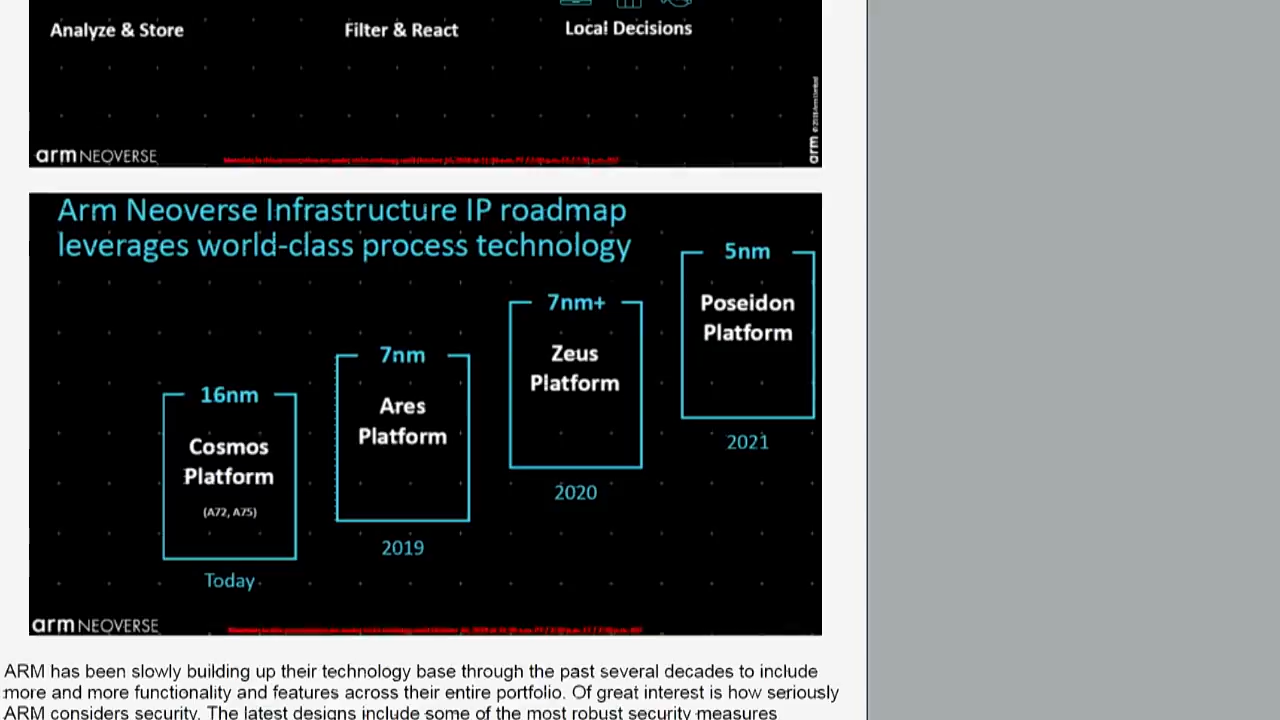 Analyze & Store
Filter & React
Local Decisions
arm NEOVERSE
arm
Arm Neoverse Infrastructure IP roadmap
leverages world-class process technology
5nm
Poseidon
Platform
2021
7nm+
Zeus
Platform
2020
7nm
Ares
Platform
2019
16nm
Cosmos
Platform
(A72, A75)
Today
arm NEOVERSE
ARM has been slowly building up their technology base through the past several decades to include
more and more functionality and features across their entire portfolio. Of great interest is how seriously
ARM considers security. The latest designs include some of the most robust security measures